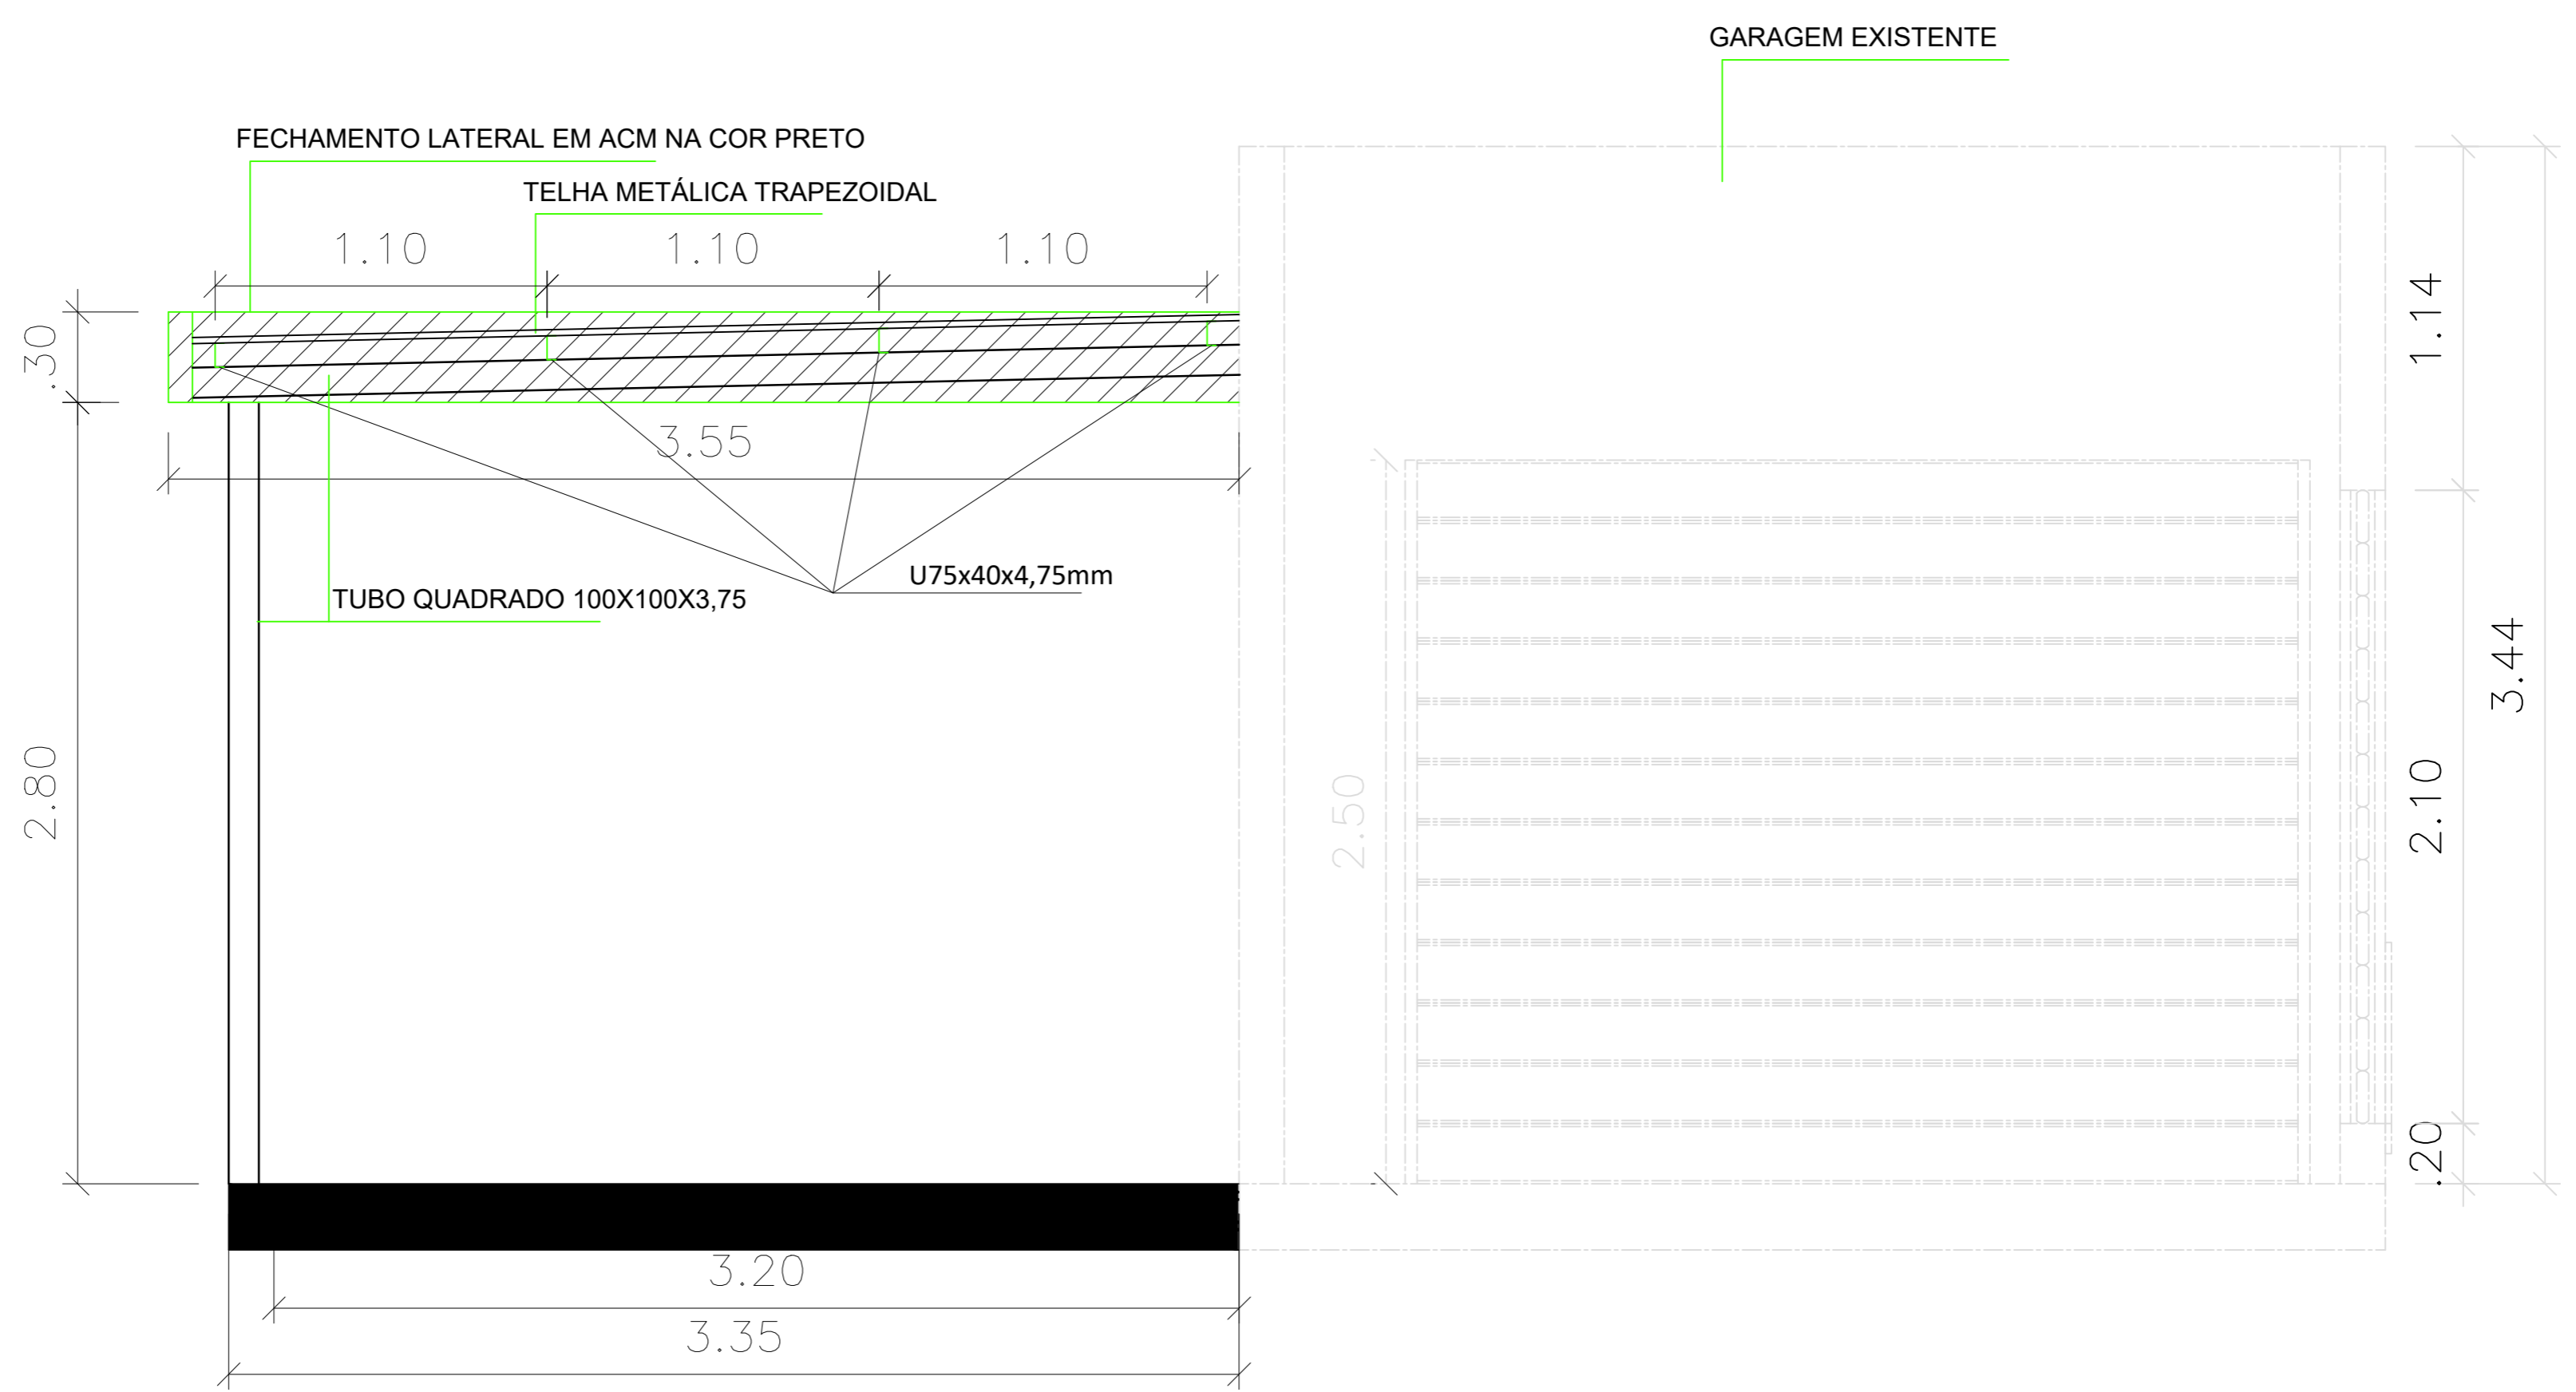 GARAGEM EXISTENTE
FECHAMENTO LATERAL EM ACM NA COR PRETO
TELHA METÁLICA TRAPEZOIDAL
1.10
1.10
1.10
.30
1.14
3.55
U75x40x4,75mm
TUBO QUADRADO 100X100X3,75
3.44
2.80
2.50
2.10
.20
3.20
3.35